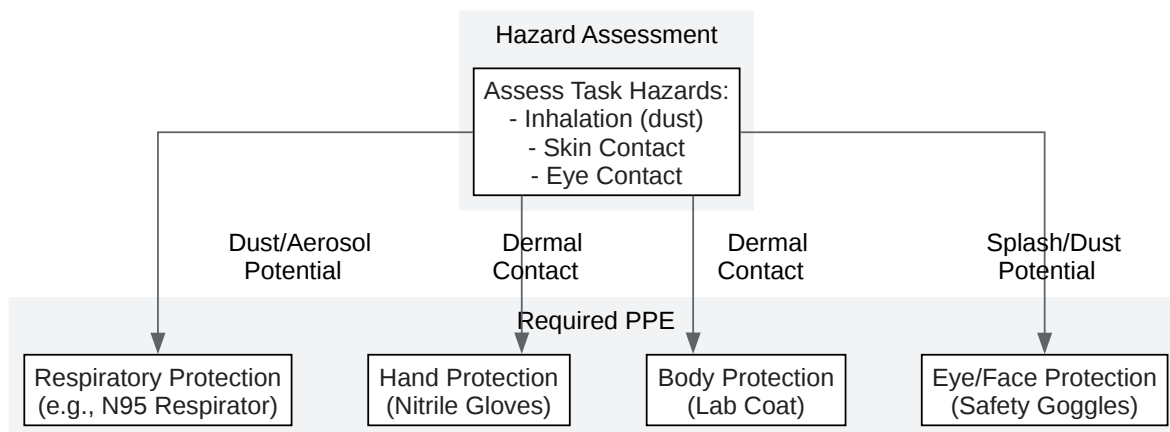 Hazard Assessment
Assess Task Hazards:
- Inhalation (dust)
- Skin Contact
- Eye Contact
Dust/Aerosol
Potential
Dermal
Contact
Dermal
Contact
Splash/Dust
Potential
Required PPE
Respiratory Protection
(e.g., N95 Respirator)
Hand Protection
(Nitrile Gloves)
Body Protection
(Lab Coat)
Eye/Face Protection
(Safety Goggles)